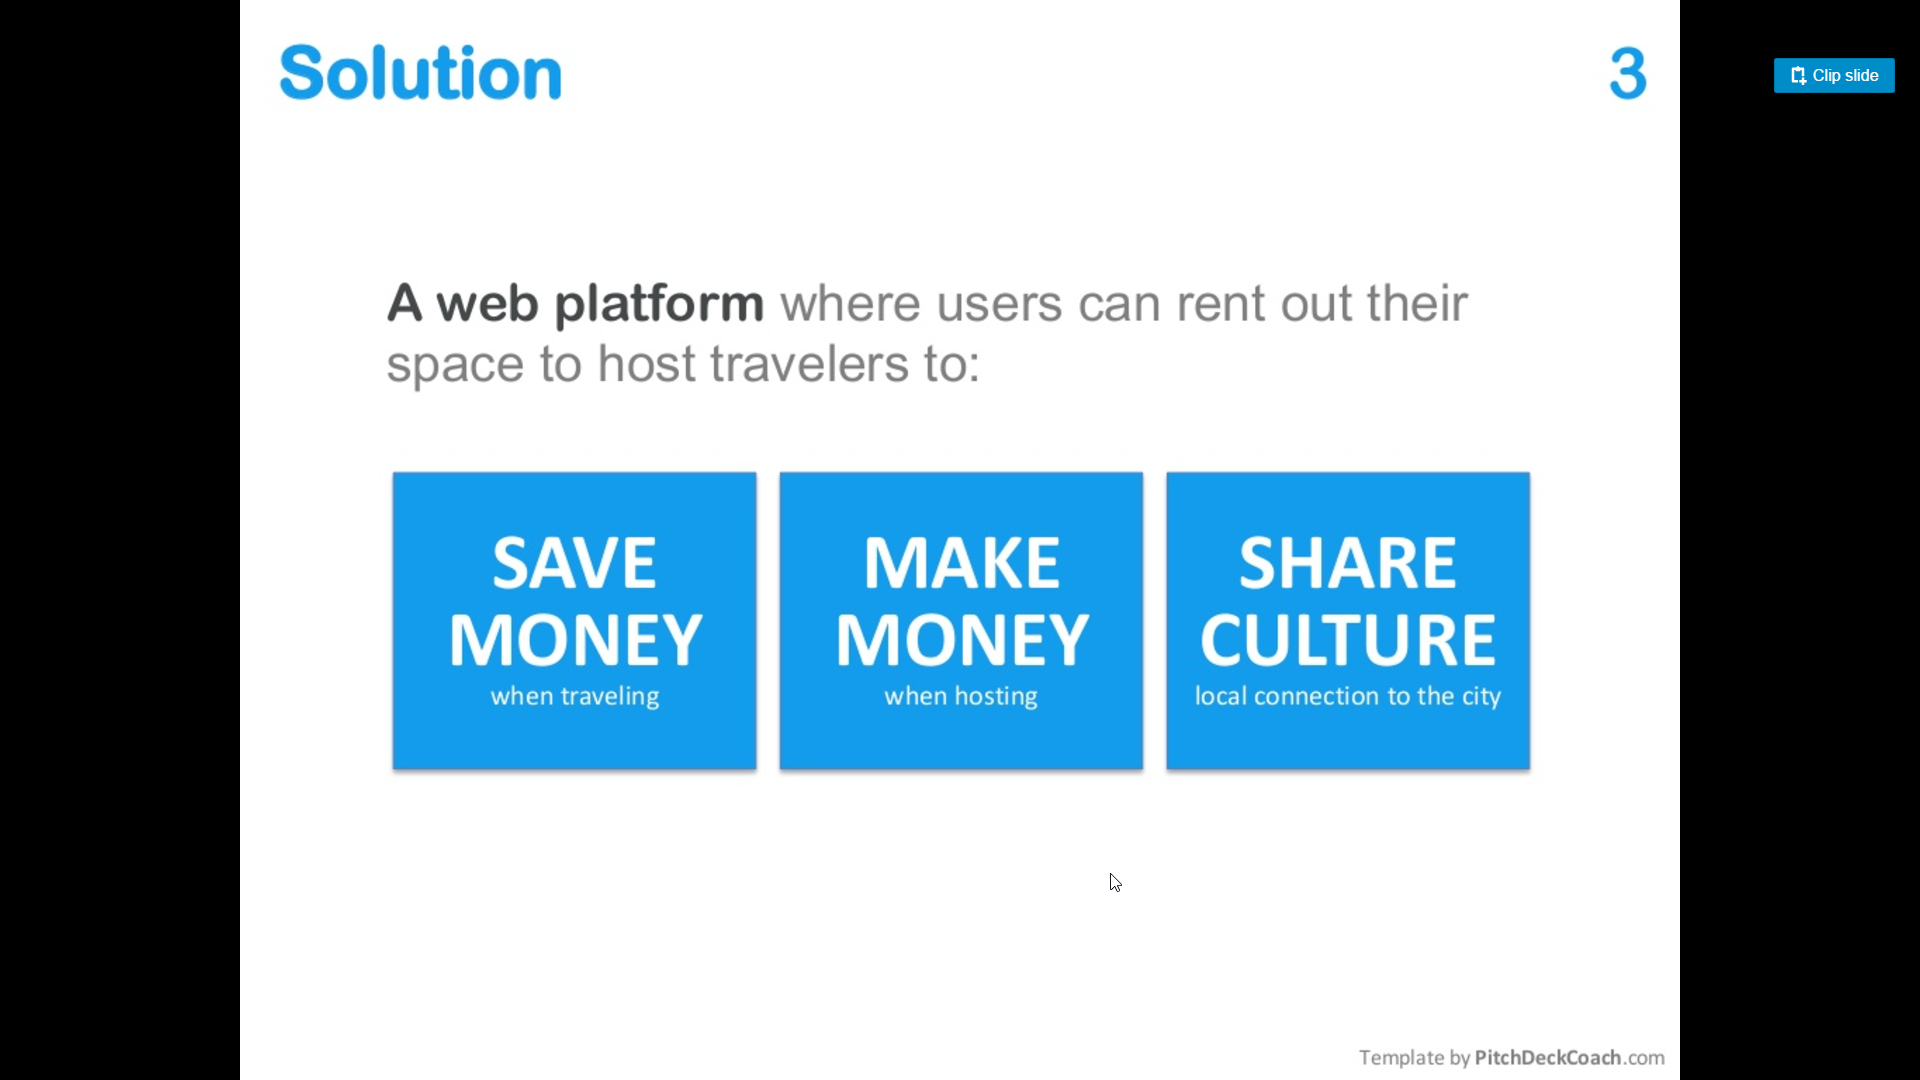 Solution
3
Clip slide
A web platform where users can rent out their
space to host travelers to:
SAVE
MONEY
when traveling
MAKE
MONEY
when hosting
SHARE
CULTURE
local connection to the city
Template by PitchDeckCoach.com